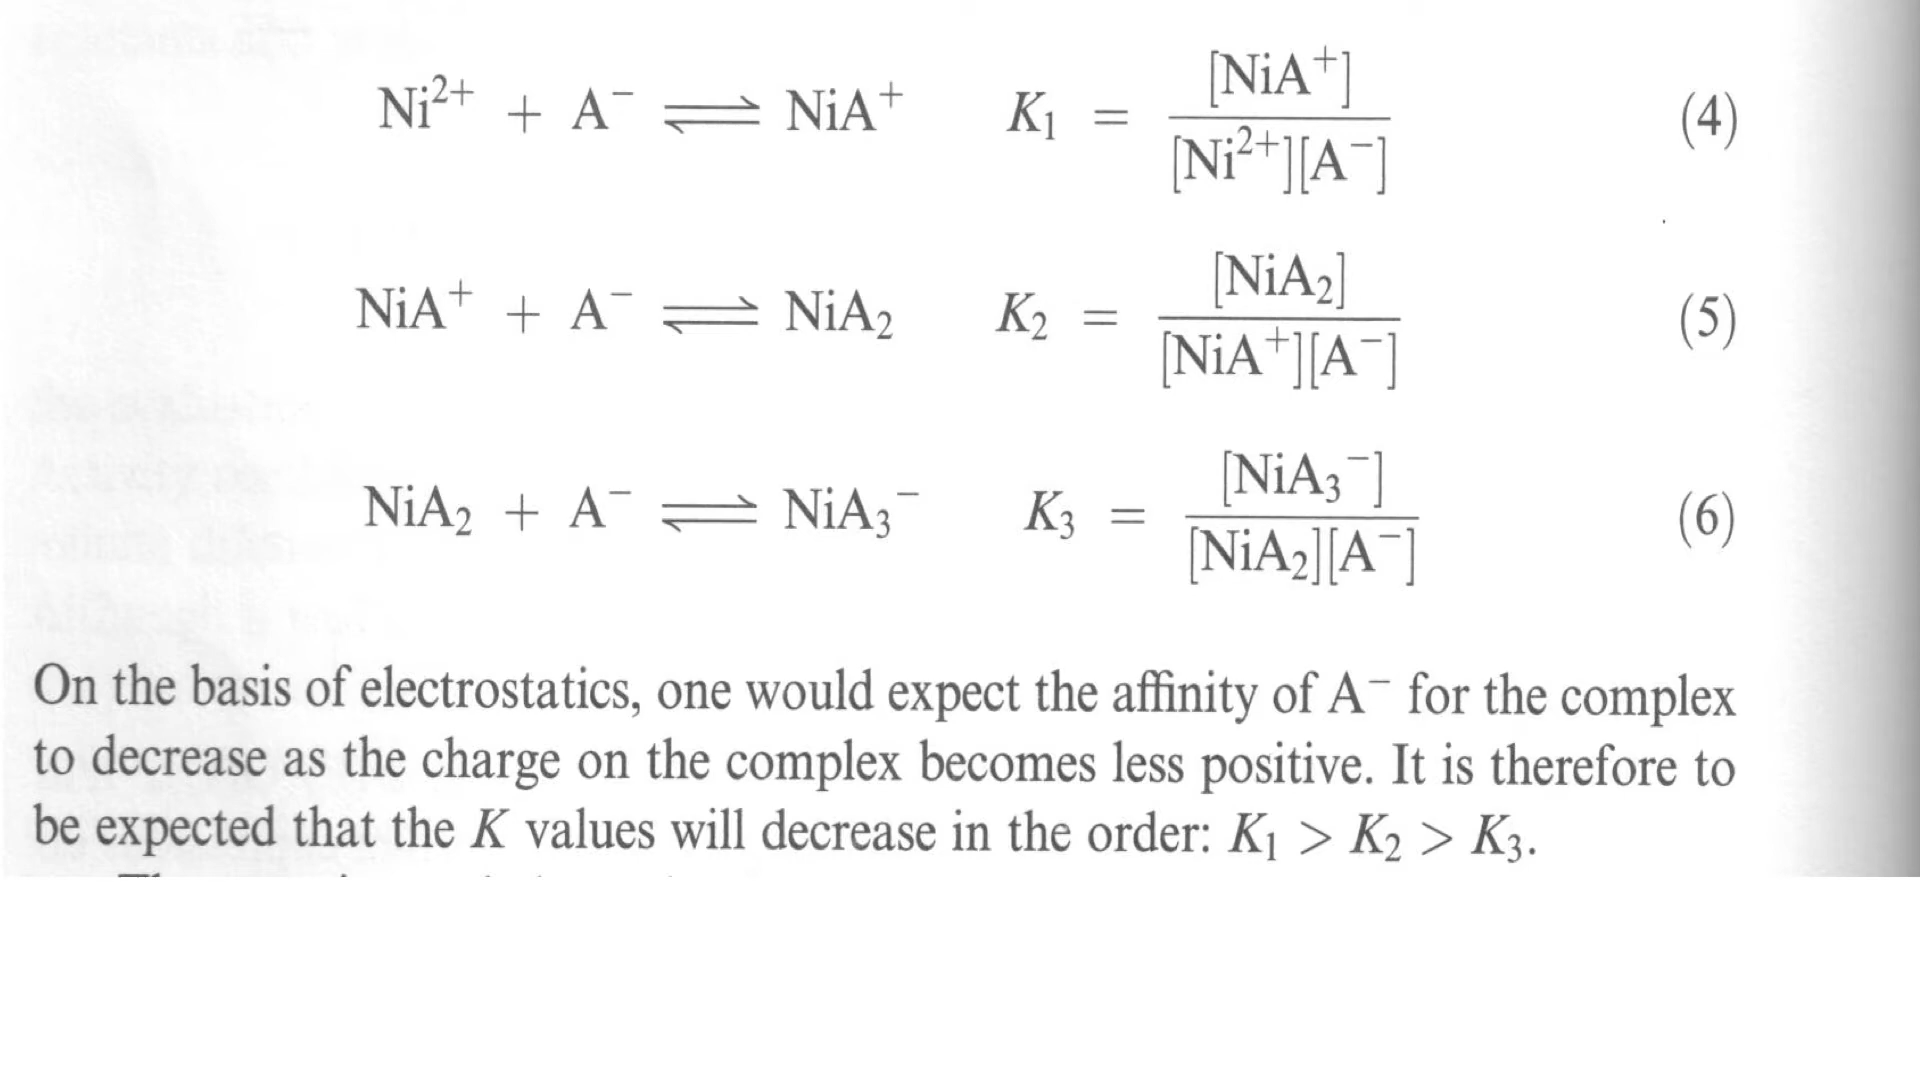 Ni²⁺ + A⁻ ⇌ NiA⁺ K₁ = [NiA⁺] / [Ni²⁺][A⁻] (4)
NiA⁺ + A⁻ ⇌ NiA₂ K₂ = [NiA₂] / [NiA⁺][A⁻] (5)
NiA₂ + A⁻ ⇌ NiA₃⁻ K₃ = [NiA₃⁻] / [NiA₂][A⁻] (6)
On the basis of electrostatics, one would expect the affinity of A⁻ for the complex
to decrease as the charge on the complex becomes less positive. It is therefore to
be expected that the K values will decrease in the order: K₁ > K₂ > K₃.